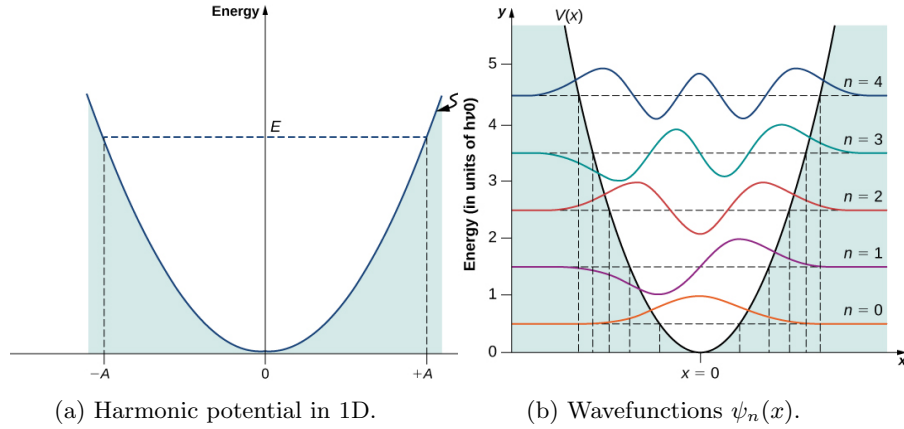 Energy
E
−A
0
+A
(a) Harmonic potential in 1D.
y
V(x)
Energy (in units of hν0)
5
4
3
2
1
0
n = 4
n = 3
n = 2
n = 1
n = 0
x = 0
x
(b) Wavefunctions ψn(x).